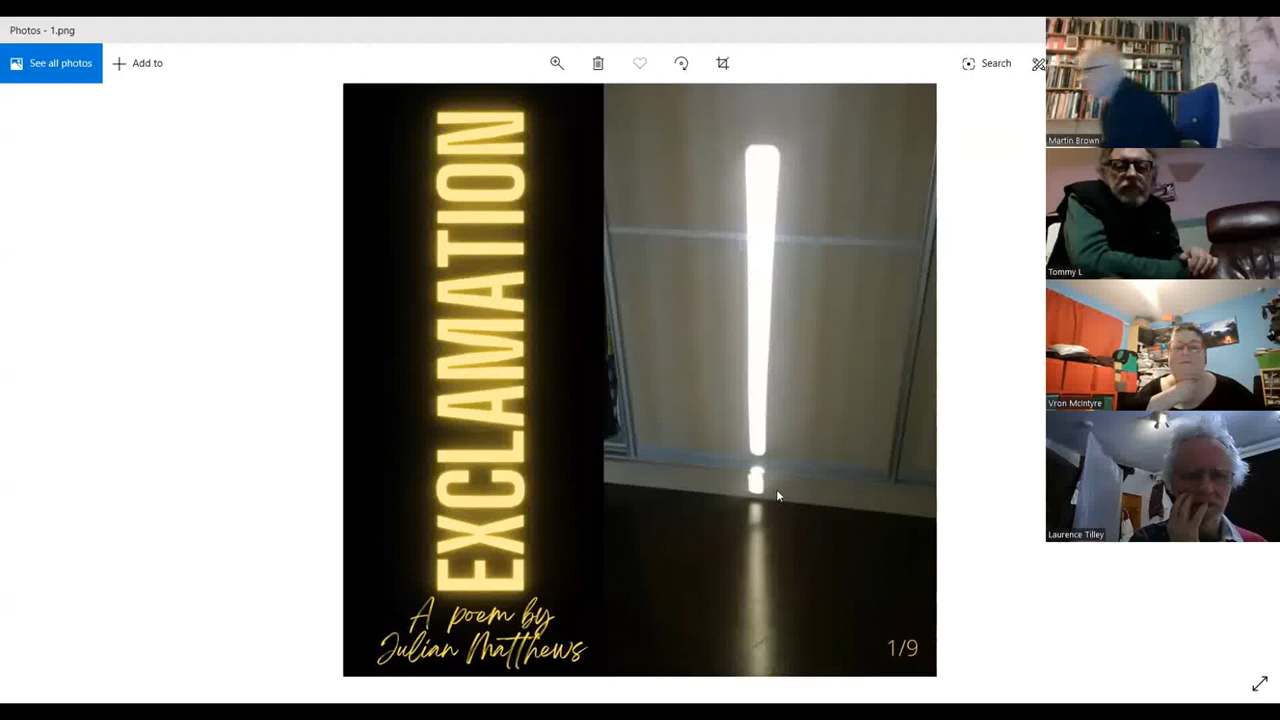 Photos - 1.png
See all photos
Add to
Search
EXCLAMATION
A poem by
Julian Matthews
1/9
Martin Brown
Tommy L
Vron McIntyre
Laurence Tilley